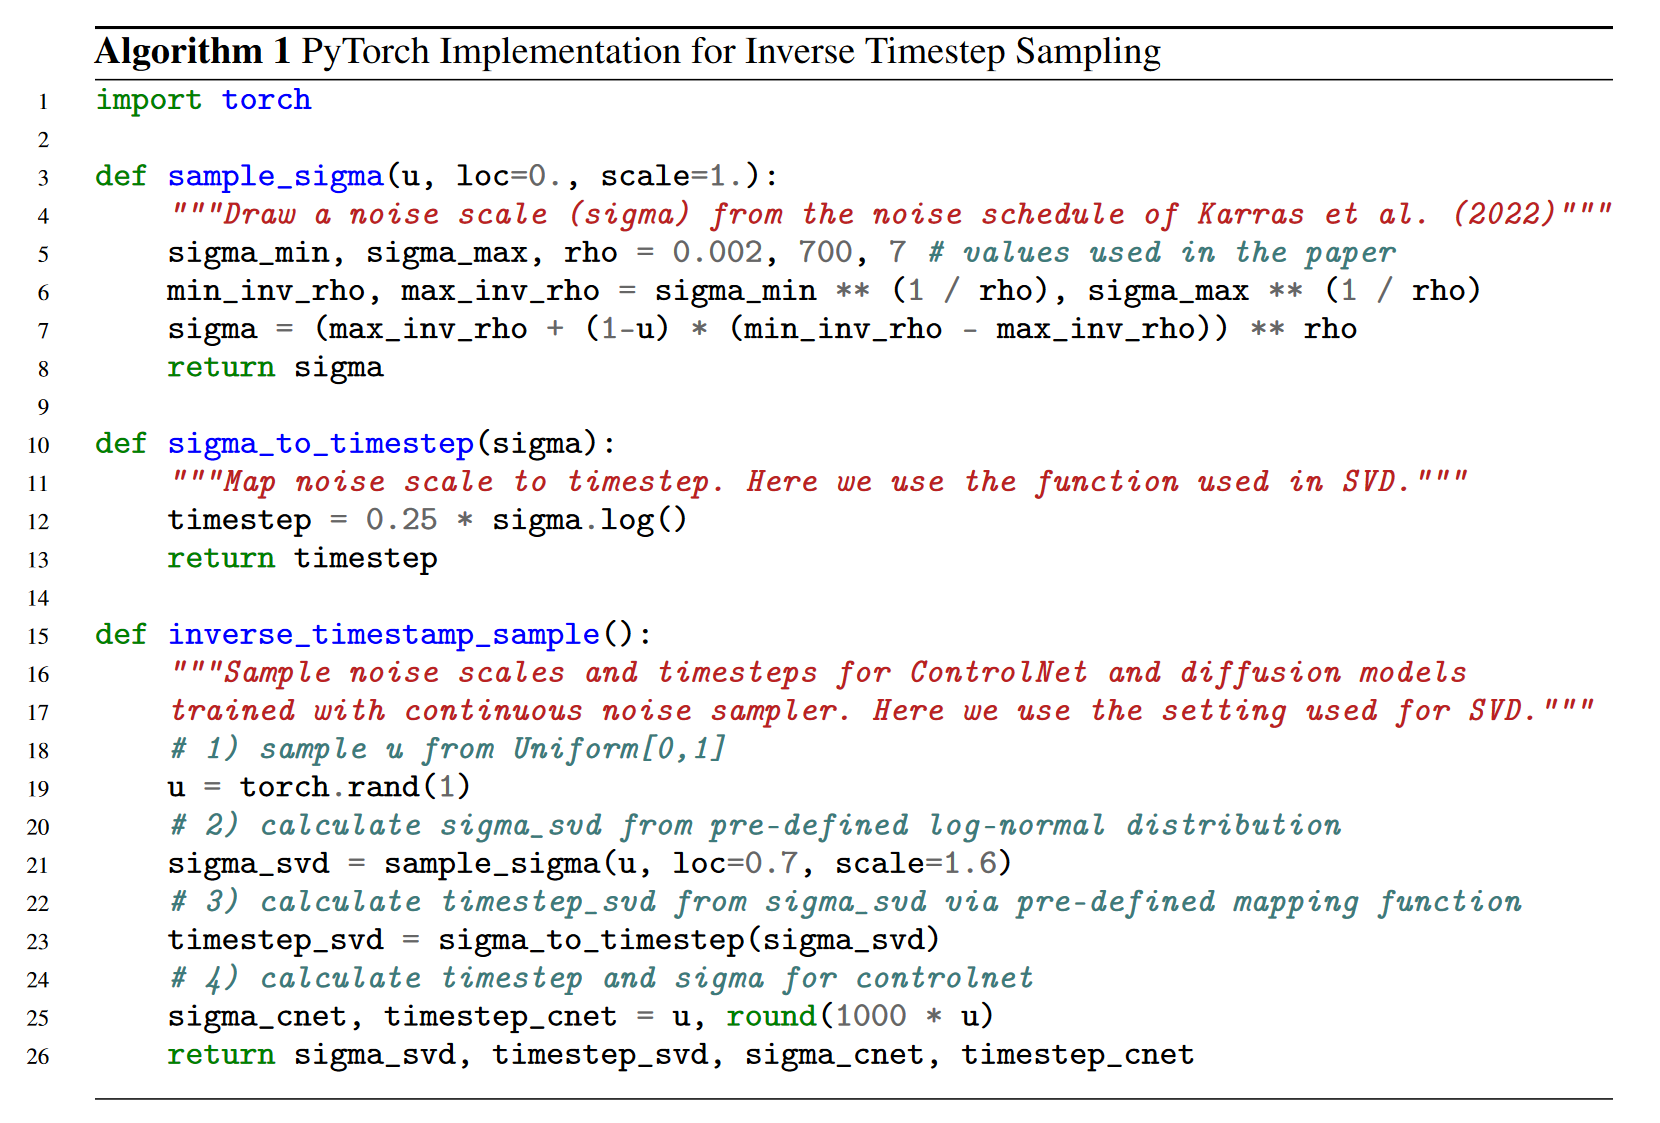 Algorithm 1 PyTorch Implementation for Inverse Timestep Sampling
1 import torch
2
3 def sample_sigma(u, loc=0., scale=1.):
4     """Draw a noise scale (sigma) from the noise schedule of Karras et al. (2022)"""
5     sigma_min, sigma_max, rho = 0.002, 700, 7 # values used in the paper
6     min_inv_rho, max_inv_rho = sigma_min ** (1 / rho), sigma_max ** (1 / rho)
7     sigma = (max_inv_rho + (1-u) * (min_inv_rho - max_inv_rho)) ** rho
8     return sigma
9
10 def sigma_to_timestep(sigma):
11     """Map noise scale to timestep. Here we use the function used in SVD."""
12     timestep = 0.25 * sigma.log()
13     return timestep
14
15 def inverse_timestamp_sample():
16     """Sample noise scales and timesteps for ControlNet and diffusion models
17     trained with continuous noise sampler. Here we use the setting used for SVD."""
18     # 1) sample u from Uniform[0,1]
19     u = torch.rand(1)
20     # 2) calculate sigma_svd from pre-defined log-normal distribution
21     sigma_svd = sample_sigma(u, loc=0.7, scale=1.6)
22     # 3) calculate timestep_svd from sigma_svd via pre-defined mapping function
23     timestep_svd = sigma_to_timestep(sigma_svd)
24     # 4) calculate timestep and sigma for controlnet
25     sigma_cnet, timestep_cnet = u, round(1000 * u)
26     return sigma_svd, timestep_svd, sigma_cnet, timestep_cnet